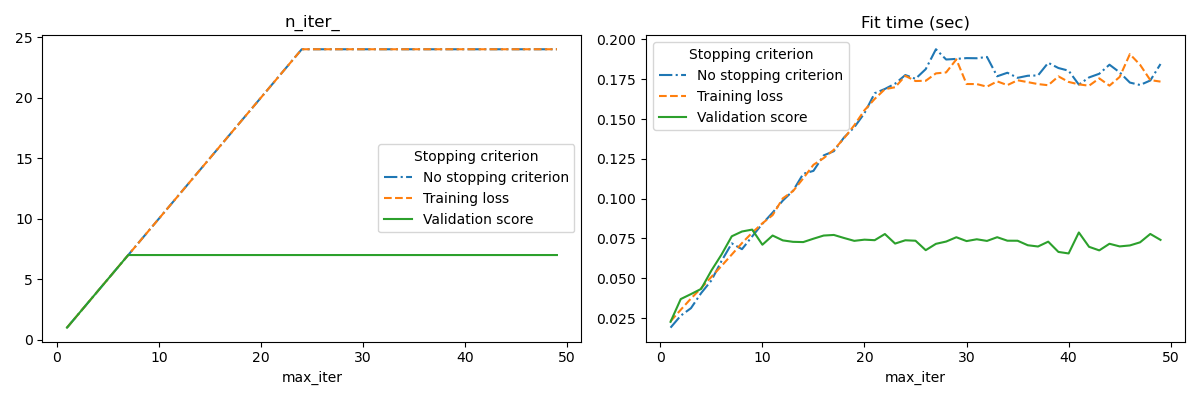 n_iter_
25
20
15
10
5
0
Stopping criterion
No stopping criterion
Training loss
Validation score
0 10 20 30 40 50
max_iter
Fit time (sec)
0.200
0.175
0.150
0.125
0.100
0.075
0.050
0.025
Stopping criterion
No stopping criterion
Training loss
Validation score
0 10 20 30 40 50
max_iter